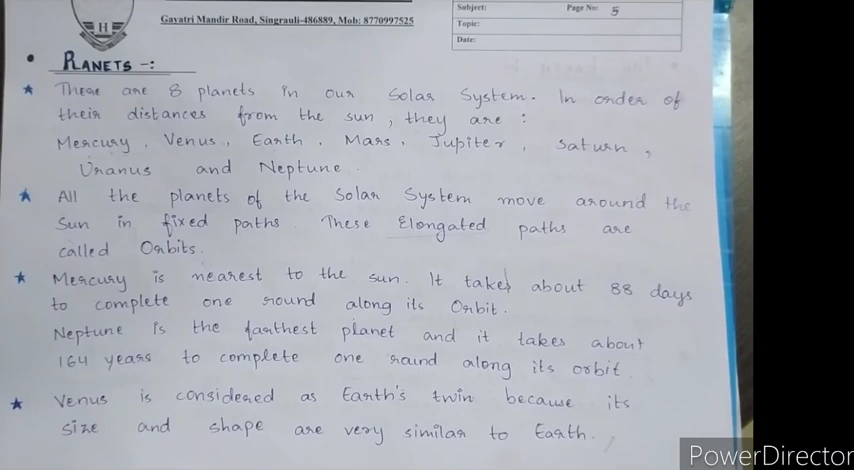 H
Gayatri Mandir Road, Singrauli-486889, Mob: 8770997525
Subject:
Page No: 5
Topic:
Date:
• PLANETS -:
★ There are 8 planets in our Solar System. In order of
their distances from the sun, they are :
Mercury, Venus, Earth, Mars, Jupiter, Saturn,
Uranus and Neptune.
★ All the planets of the Solar System move around the
Sun in fixed paths. These Elongated paths are
called Orbits.
★ Mercury is nearest to the sun. It takes about 88 days
to complete one round along its Orbit.
Neptune is the farthest planet and it takes about
164 years to complete one round along its orbit.
★ Venus is considered as Earth's twin because its
size and shape are very similar to Earth.
PowerDirector